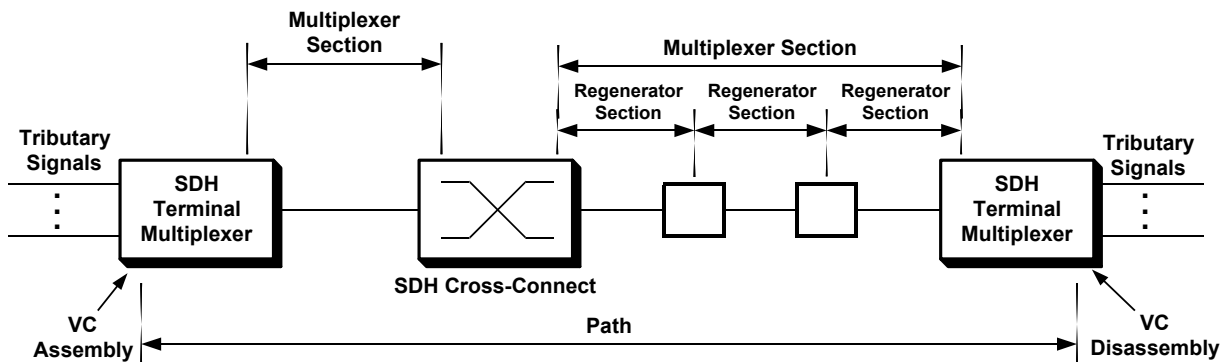 Multiplexer
Section
Multiplexer Section
Regenerator
Section
Regenerator
Section
Regenerator
Section
Tributary
Signals
SDH
Terminal
Multiplexer
SDH Cross-Connect
SDH
Terminal
Multiplexer
Tributary
Signals
VC
Assembly
Path
VC
Disassembly